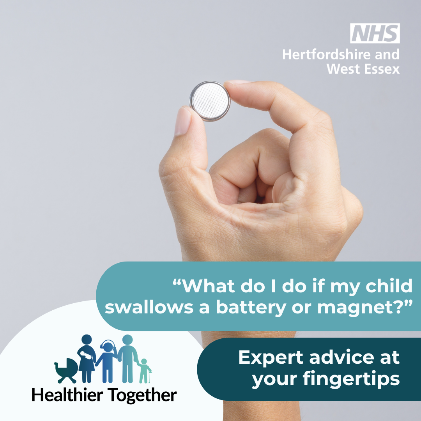 NHS
Hertfordshire and
West Essex
“What do I do if my child
swallows a battery or magnet?”
Expert advice at
your fingertips
Healthier Together